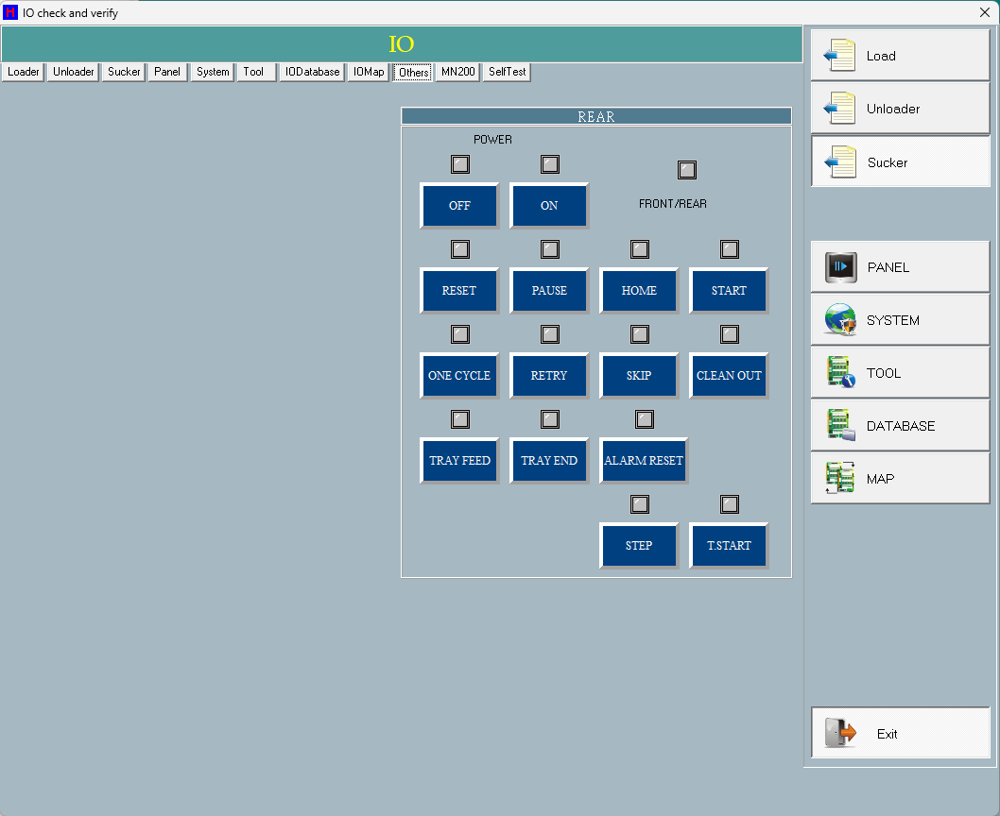 H IO check and verify
IO
Loader Unloader Sucker Panel System Tool IODatabase IOMap Others MN200 SelfTest
REAR
POWER
FRONT/REAR
OFF ON
RESET PAUSE HOME START
ONE CYCLE RETRY SKIP CLEAN OUT
TRAY FEED TRAY END ALARM RESET
STEP T.START
Load
Unloader
Sucker
PANEL
SYSTEM
TOOL
DATABASE
MAP
Exit